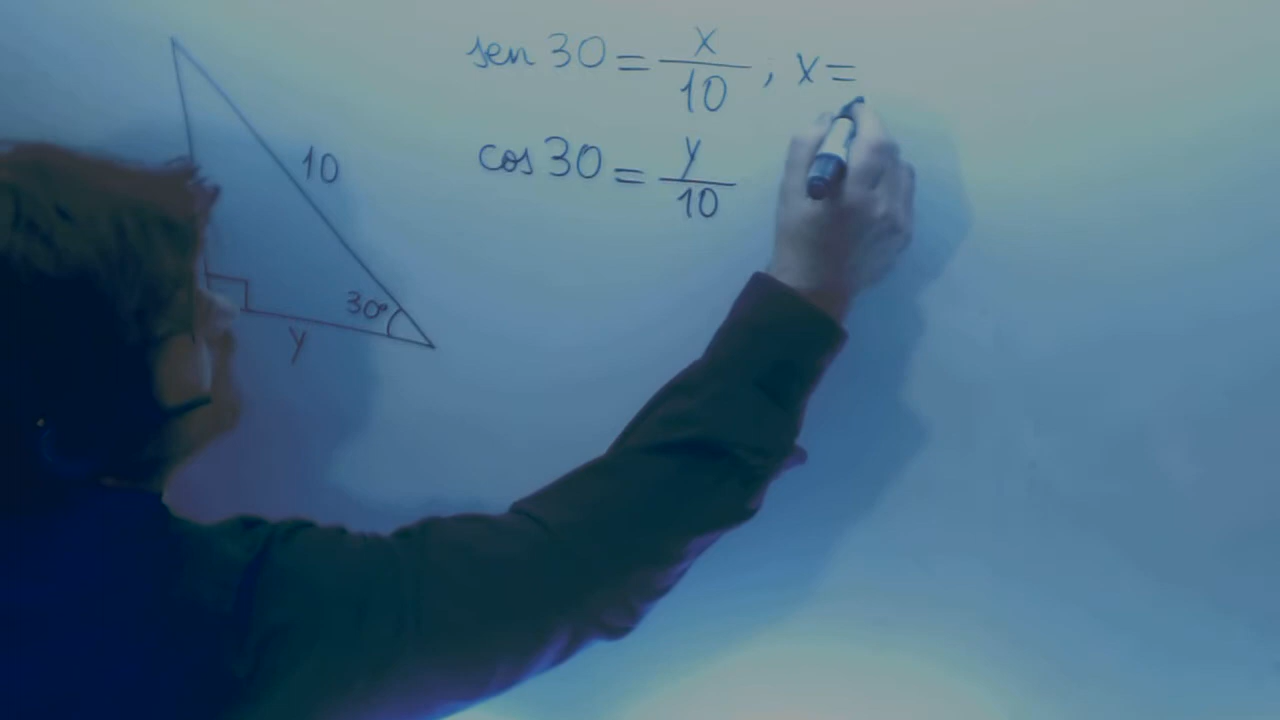 sen 30 = x/10 , x =
cos 30 = y/10
10
30°
y